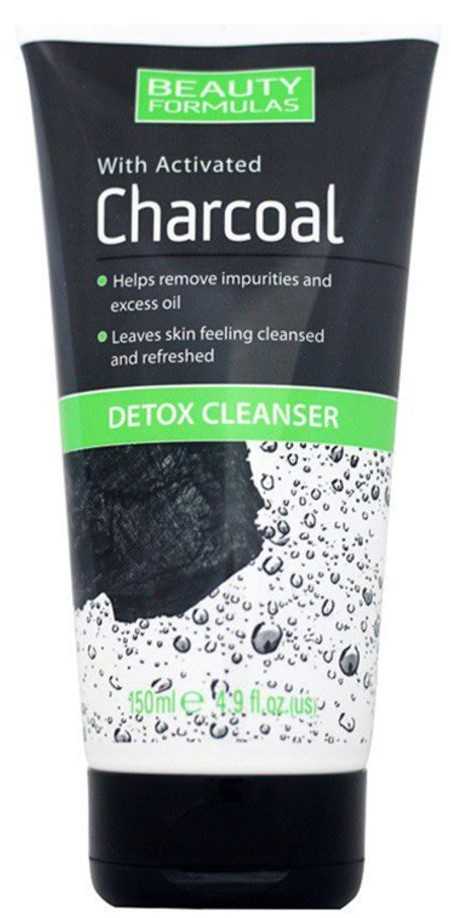 BEAUTY
FORMULAS
With Activated
Charcoal
• Helps remove impurities and
excess oil
• Leaves skin feeling cleansed
and refreshed
DETOX CLEANSER
150ml e 4.9 fl.oz.(us)